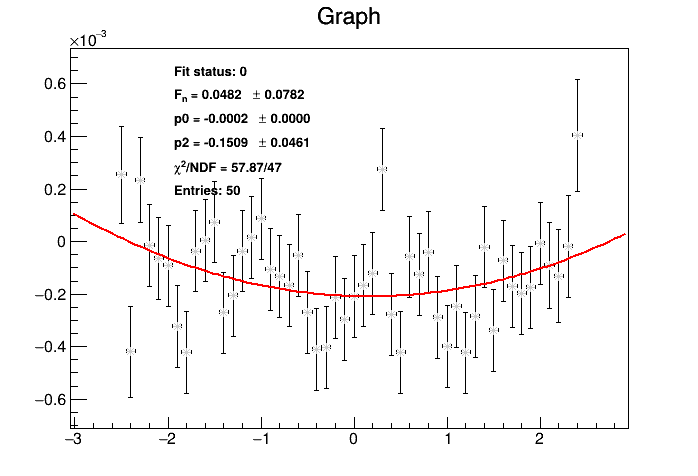 Graph
×10⁻³
Fit status: 0
Fₙ = 0.0482 ± 0.0782
p0 = -0.0002 ± 0.0000
p2 = -0.1509 ± 0.0461
χ²/NDF = 57.87/47
Entries: 50
0.6
0.4
0.2
0
−0.2
−0.4
−0.6
−3 −2 −1 0 1 2